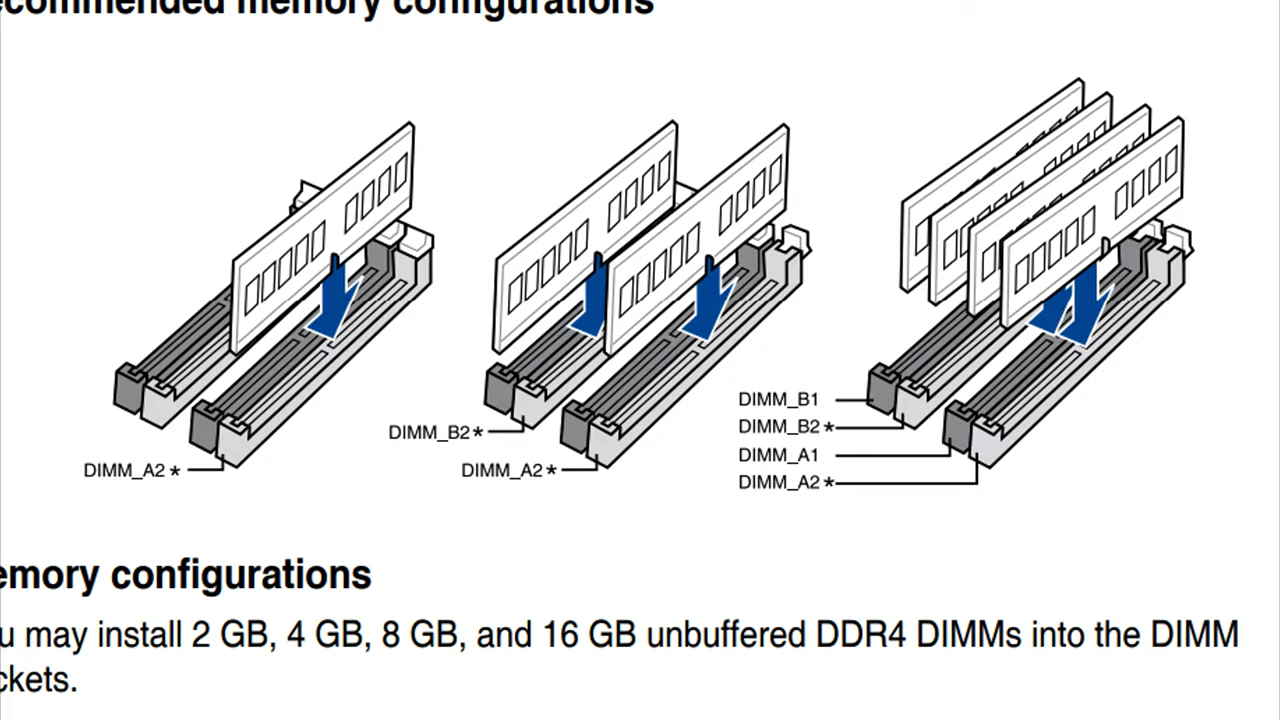 ecommended memory configurations
DIMM_A2 *
DIMM_B2 *
DIMM_A2 *
DIMM_B1
DIMM_B2 *
DIMM_A1
DIMM_A2 *
emory configurations
u may install 2 GB, 4 GB, 8 GB, and 16 GB unbuffered DDR4 DIMMs into the DIMM
ckets.